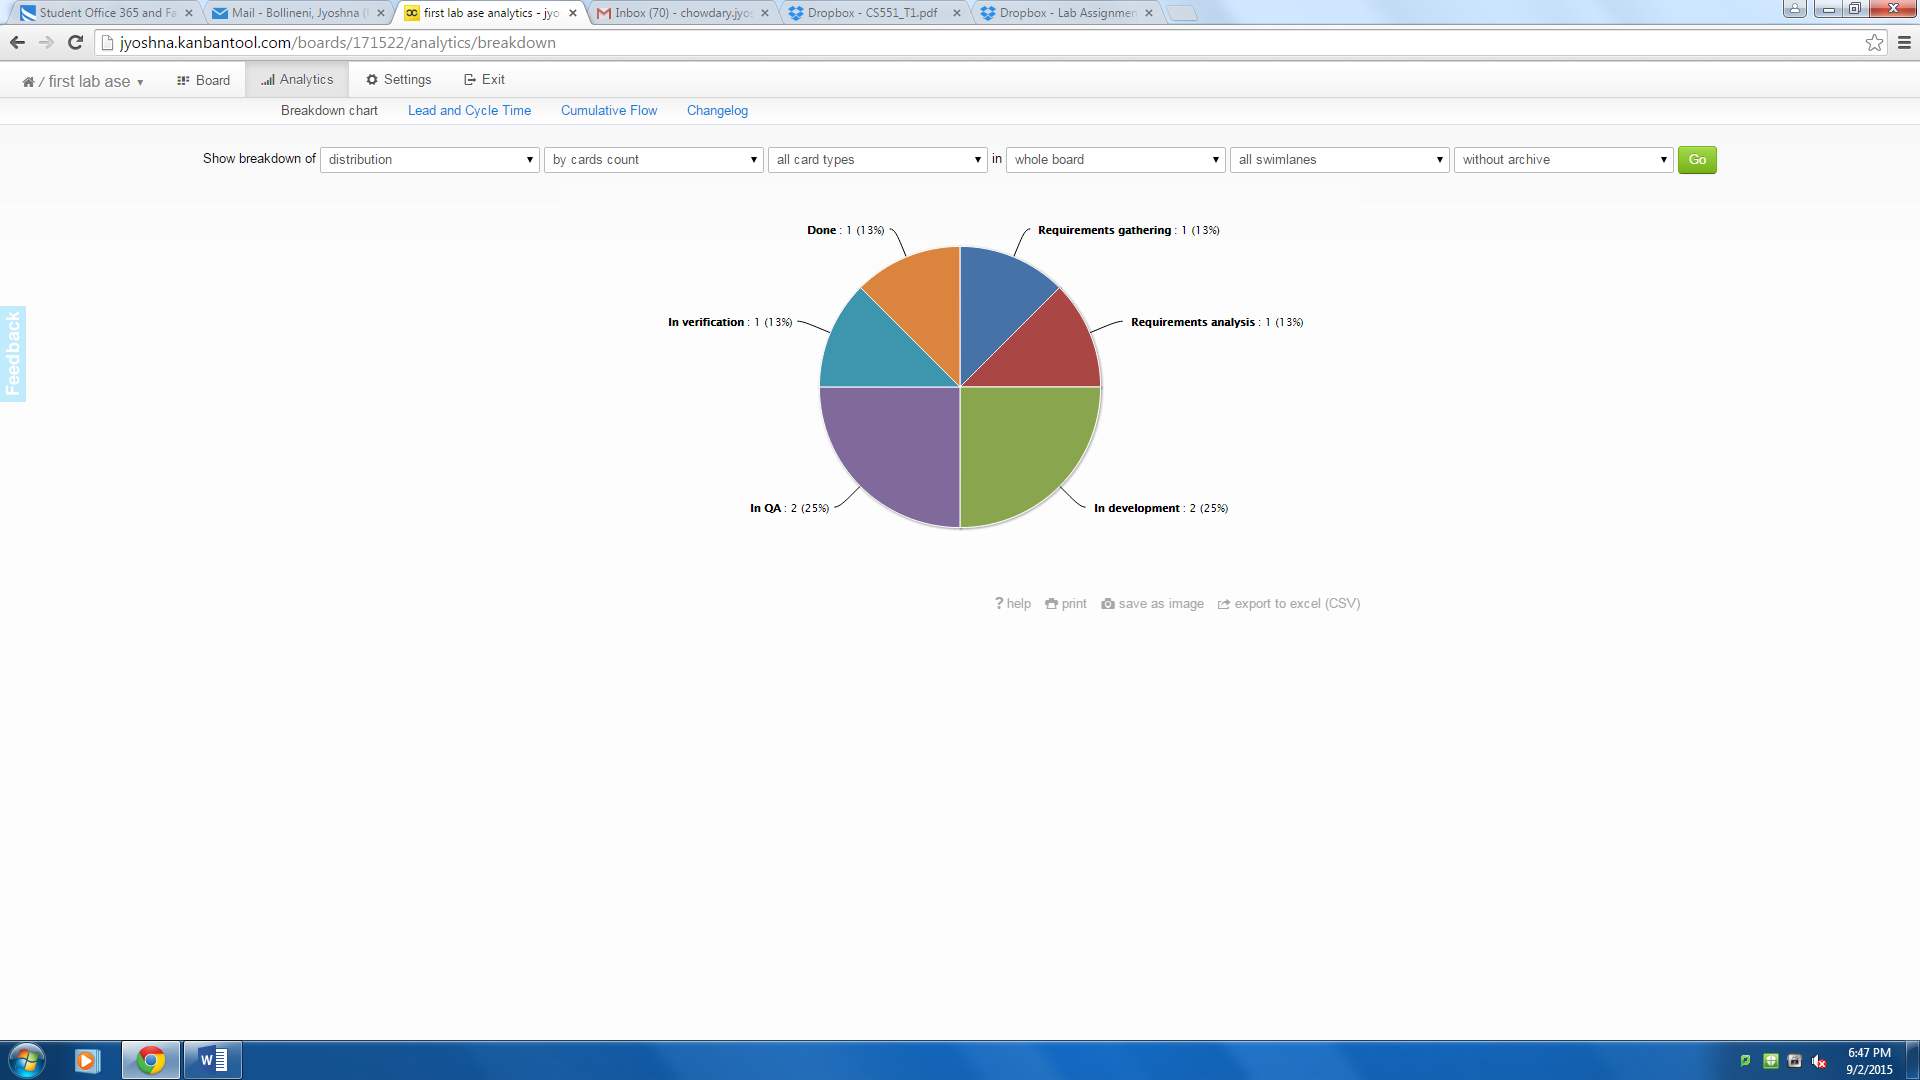 Student Office 365 and Fa
Mail - Bollineni, Jyoshna (
first lab ase analytics - jyo
Inbox (70) - chowdary.jyos
Dropbox - CS551_T1.pdf
Dropbox - Lab Assignmen
jyoshna.kanbantool.com/boards/171522/analytics/breakdown
/ first lab ase
Board
Analytics
Settings
Exit
Breakdown chart
Lead and Cycle Time
Cumulative Flow
Changelog
Show breakdown of distribution by cards count all card types in whole board all swimlanes without archive Go
Done : 1 (13%)
Requirements gathering : 1 (13%)
In verification : 1 (13%)
Requirements analysis : 1 (13%)
Feedback
In QA : 2 (25%)
In development : 2 (25%)
? help
print
save as image
export to excel (CSV)
6:47 PM
9/2/2015